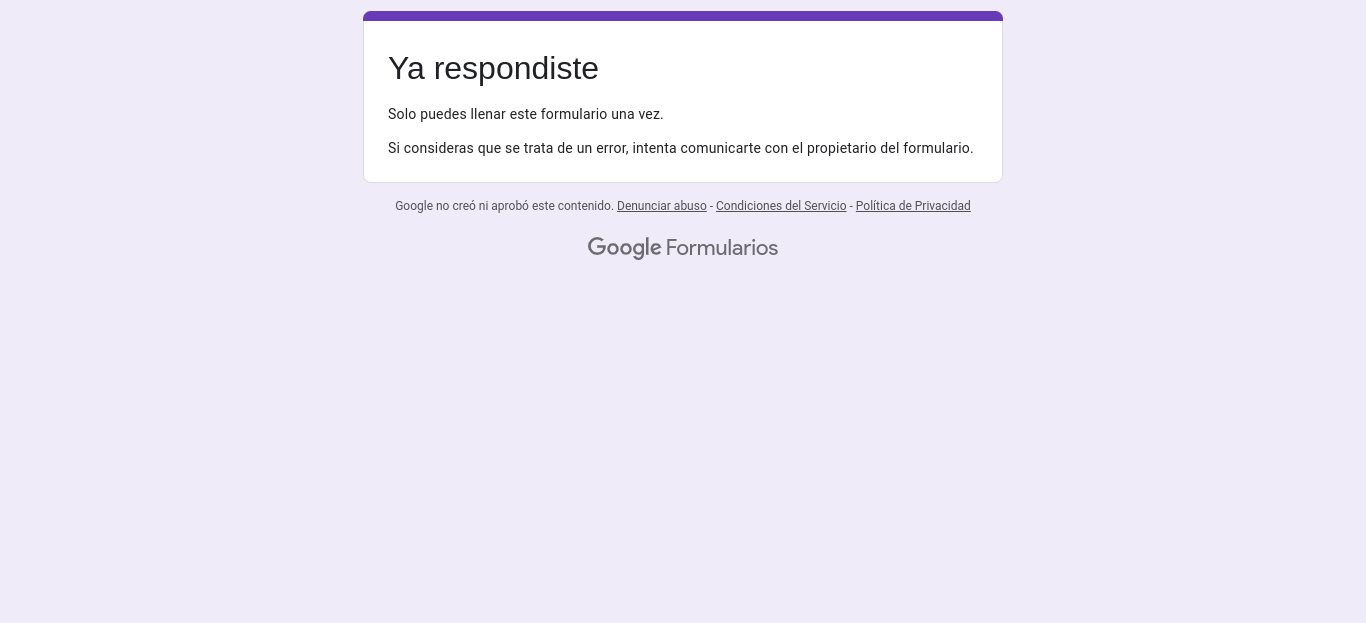 Ya respondiste
Solo puedes llenar este formulario una vez.
Si consideras que se trata de un error, intenta comunicarte con el propietario del formulario.
Google no creó ni aprobó este contenido. Denunciar abuso - Condiciones del Servicio - Política de Privacidad
Google Formularios